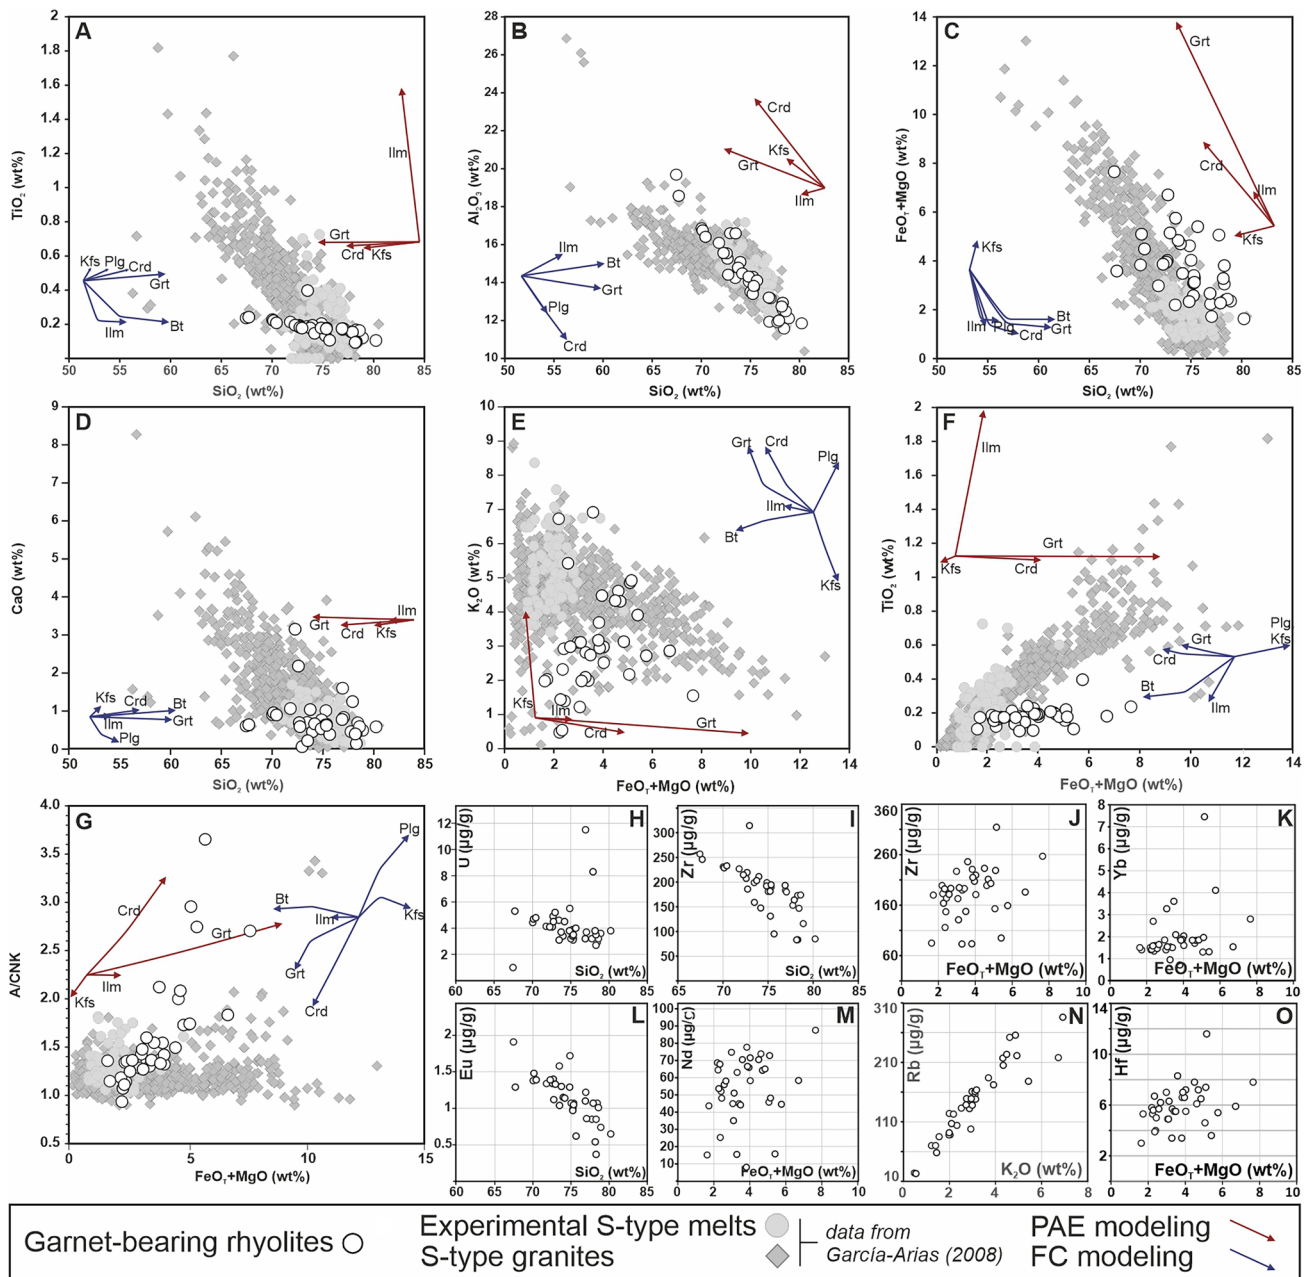 A
TiO2 (wt%)
2
1.8
1.6
1.4
1.2
1
0.8
0.6
0.4
0.2
50 55 60 65 70 75 80 85
SiO2 (wt%)
Ilm
Grt
Crd Kfs
Kfs Plg Crd
Grt
Ilm Bt
B
Al2O3 (wt%)
28
26
24
22
20
18
16
14
12
10
50 55 60 65 70 75 80 85
SiO2 (wt%)
Crd
Kfs
Grt
Ilm
Ilm
Bt
Grt
Plg
Crd
C
FeOT+MgO (wt%)
14
12
10
8
6
4
2
0
50 55 60 65 70 75 80 85
SiO2 (wt%)
Grt
Crd
Ilm
Kfs
Kfs
Bt
Ilm Plg Grt
Crd
D
CaO (wt%)
9
8
7
6
5
4
3
2
1
0
50 55 60 65 70 75 80 85
SiO2 (wt%)
Ilm
Grt
Crd Kfs
Kfs Crd Bt
Ilm Grt
Plg
E
K2O (wt%)
10
9
8
7
6
5
4
3
2
1
0
0 2 4 6 8 10 12 14
FeOT+MgO (wt%)
Grt Crd
Plg
Ilm
Bt
Kfs
Kfs
Ilm
Grt
Crd
F
TiO2 (wt%)
2
1.8
1.6
1.4
1.2
1
0.8
0.6
0.4
0.2
0
0 2 4 6 8 10 12 14
FeOT+MgO (wt%)
Ilm
Grt
Kfs Crd
Plg
Kfs
Grt
Crd
Bt
Ilm
G
A/CNK
4.0
3.5
3.0
2.5
2.0
1.5
1.0
0.5
0 5 10 15
FeOT+MgO (wt%)
Crd
Grt
Ilm
Kfs
Plg
Bt
Ilm
Kfs
Grt
Crd
H
U (µg/g)
12
10
8
6
4
2
60 65 70 75 80 85
SiO2 (wt%)
I
Zr (µg/g)
300
250
200
150
100
50
0
65 70 75 80 85
SiO2 (wt%)
J
Zr (µg/g)
360
260
160
60
0 2 4 6 8 10
FeOT+MgO (wt%)
K
Yb (µg/g)
8
7
6
5
4
3
2
1
0
0 2 4 6 8 10
FeOT+MgO (wt%)
L
Eu (µg/g)
2
1.5
1
0.5
60 65 70 75 80 85
SiO2 (wt%)
M
Nd (µg/g)
100
90
80
70
60
50
40
30
20
10
0 2 4 6 8 10
FeOT+MgO (wt%)
N
Rb (µg/g)
310
210
110
10
0 2 4 6 8
K2O (wt%)
O
Hf (µg/g)
14
10
6
2
0 2 4 6 8 10
FeOT+MgO (wt%)
Garnet-bearing rhyolites
Experimental S-type melts
S-type granites
data from
García-Arias (2008)
PAE modeling
FC modeling